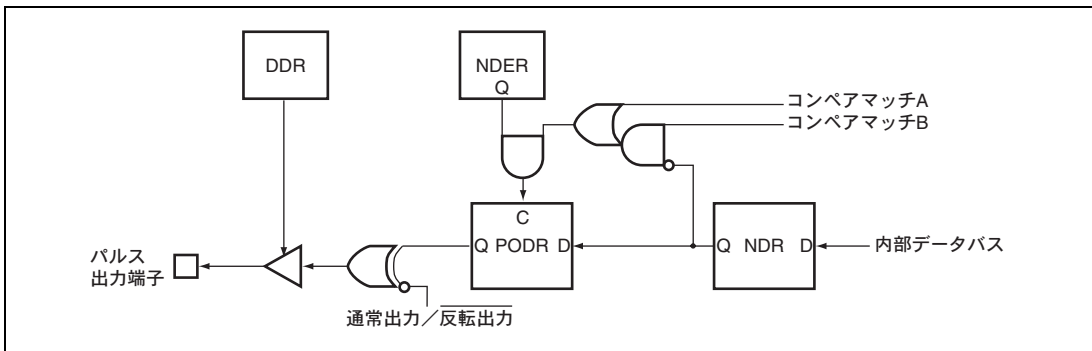 DDR
NDER
Q
コンペアマッチA
コンペアマッチB
C
Q PODR D
Q NDR D
内部データバス
パルス
出力端子
通常出力／反転出力